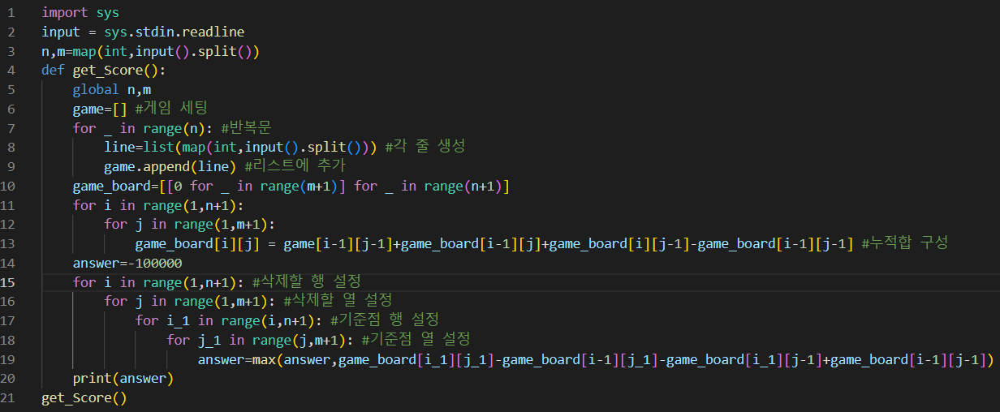 1 import sys
2 input = sys.stdin.readline
3 n,m=map(int,input().split())
4 def get_Score():
5     global n,m
6     game=[] #게임 세팅
7     for _ in range(n): #반복문
8         line=list(map(int,input().split())) #각 줄 생성
9         game.append(line) #리스트에 추가
10     game_board=[[0 for _ in range(m+1)] for _ in range(n+1)]
11     for i in range(1,n+1):
12         for j in range(1,m+1):
13             game_board[i][j] = game[i-1][j-1]+game_board[i-1][j]+game_board[i][j-1]-game_board[i-1][j-1] #누적합 구성
14     answer=-100000
15     for i in range(1,n+1): #삭제할 행 설정
16         for j in range(1,m+1): #삭제할 열 설정
17             for i_1 in range(i,n+1): #기준점 행 설정
18                 for j_1 in range(j,m+1): #기준점 열 설정
19                     answer=max(answer,game_board[i_1][j_1]-game_board[i-1][j_1]-game_board[i_1][j-1]+game_board[i-1][j-1])
20     print(answer)
21 get_Score()